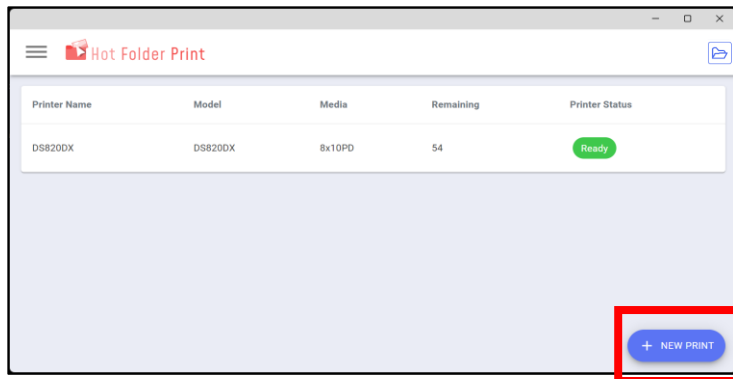 Hot Folder Print
Printer Name Model Media Remaining Printer Status
DS820DX DS820DX 8x10PD 54 Ready
+ NEW PRINT